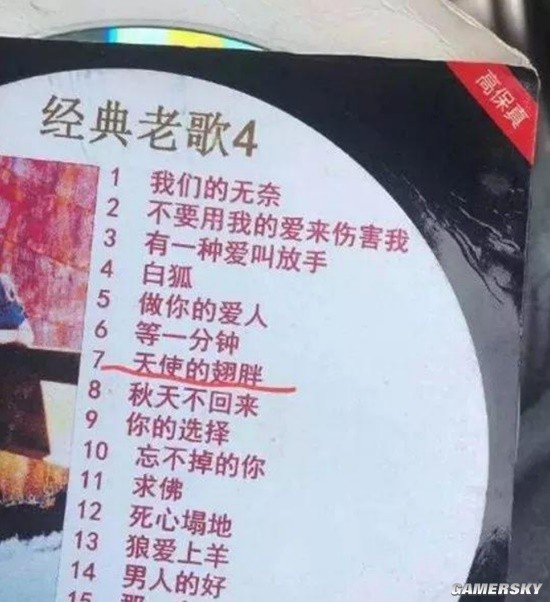 高保真
经典老歌4
1 我们的无奈
2 不要用我的爱来伤害我
3 有一种爱叫放手
4 白狐
5 做你的爱人
6 等一分钟
7 天使的翅胖
8 秋天不回来
9 你的选择
10 忘不掉的你
11 求佛
12 死心塌地
13 狼爱上羊
14 男人的好
15
GAMERSKY